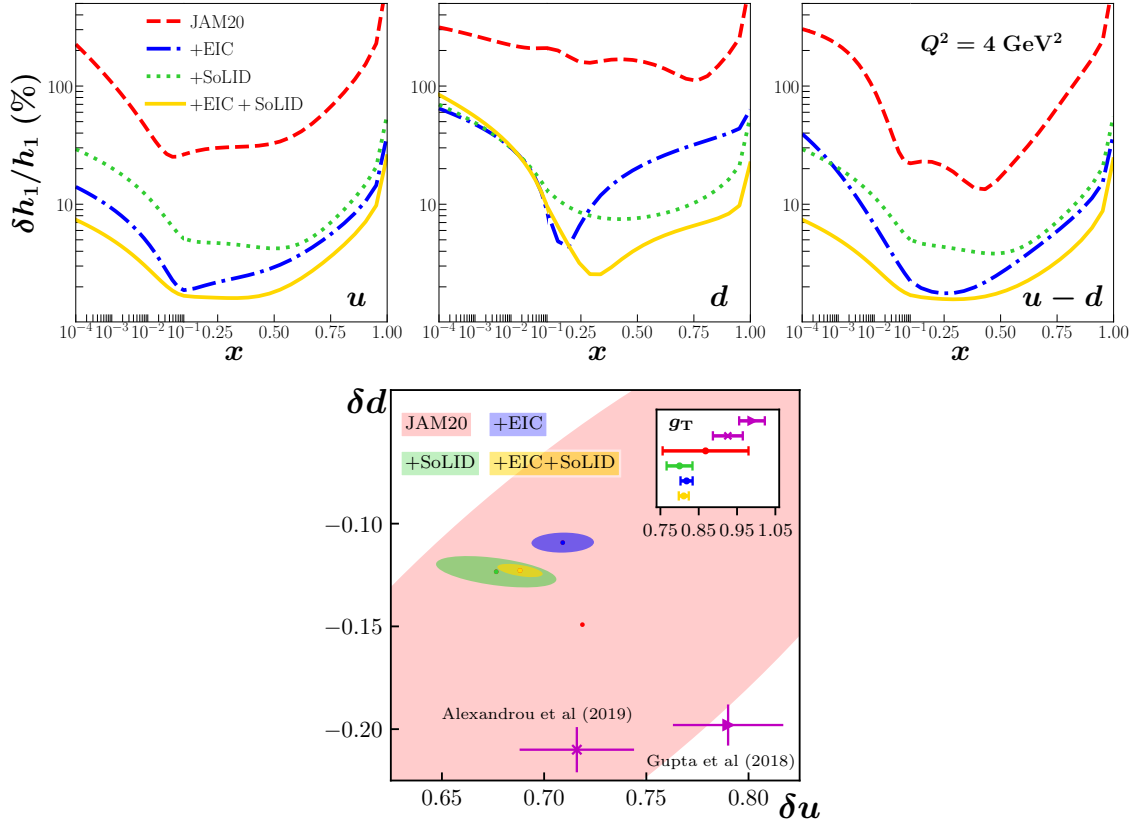 δh₁/h₁ (%)
100
10
JAM20
+EIC
+SoLID
+EIC + SoLID
u
10⁻⁴ 10⁻³ 10⁻² 10⁻¹ 0.25 0.50 0.75 1.00
x
d
10⁻⁴ 10⁻³ 10⁻² 10⁻¹ 0.25 0.50 0.75 1.00
x
Q² = 4 GeV²
u − d
10⁻⁴ 10⁻³ 10⁻² 10⁻¹ 0.25 0.50 0.75 1.00
x
δd
JAM20 +EIC
+SoLID +EIC+SoLID
g_T
0.75 0.85 0.95 1.05
−0.10
−0.15
−0.20
Alexandrou et al (2019)
Gupta et al (2018)
0.65 0.70 0.75 0.80
δu